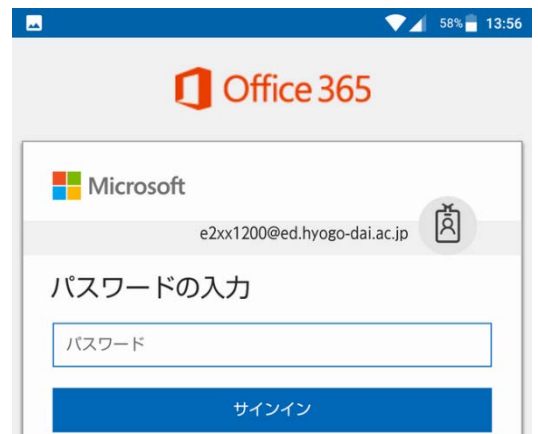 58% 13:56
Office 365
Microsoft
e2xx1200@ed.hyogo-dai.ac.jp
パスワードの入力
パスワード
サインイン